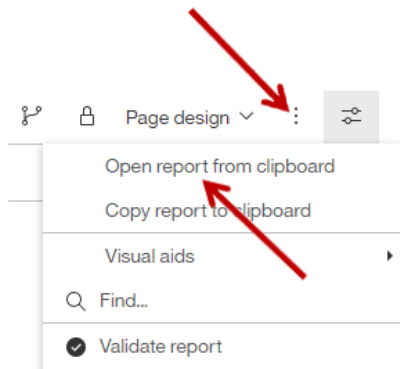 Page design
Open report from clipboard
Copy report to clipboard
Visual aids
Find...
Validate report